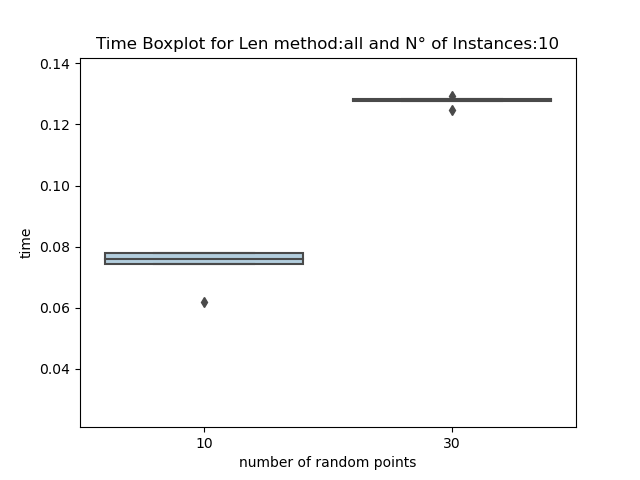 Time Boxplot for Len method:all and N° of Instances:10
0.14
0.12
0.10
0.08
0.06
0.04
time
10 30
number of random points